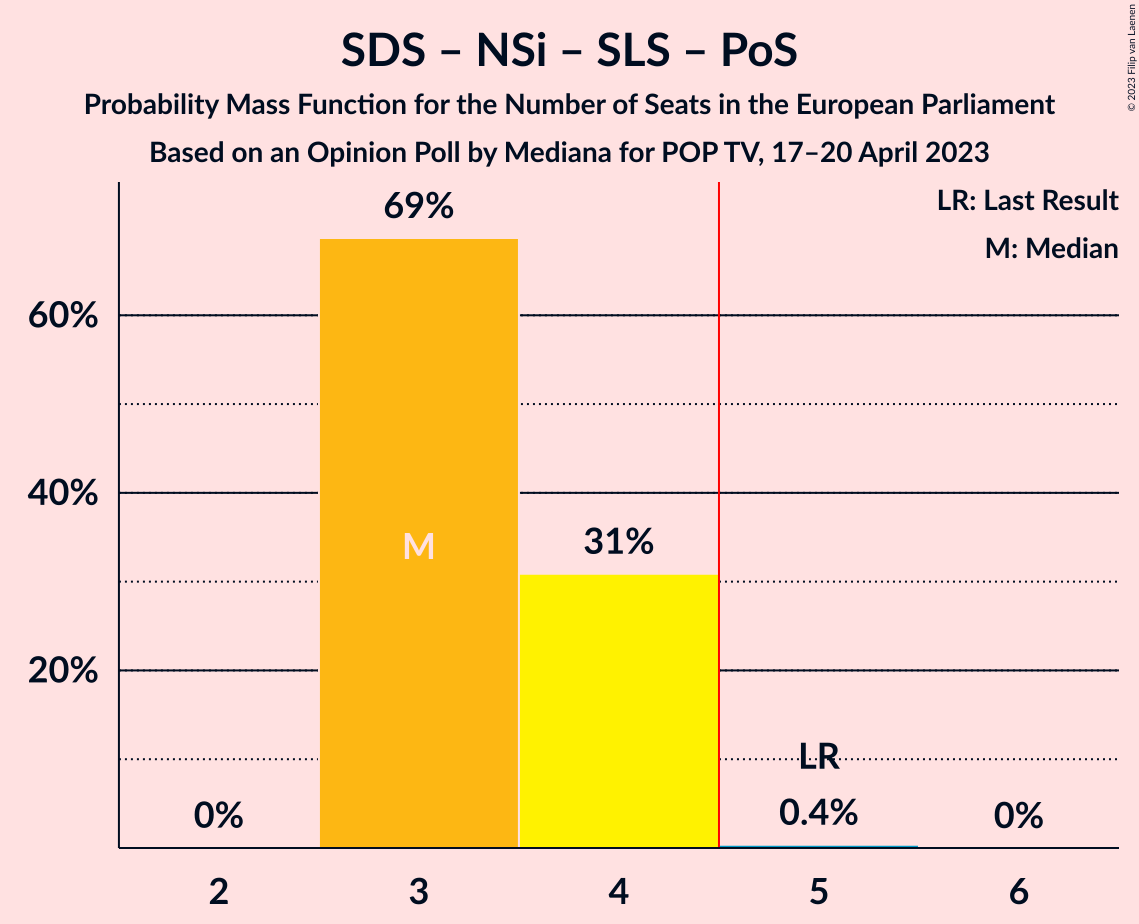 SDS – NSi – SLS – PoS
Probability Mass Function for the Number of Seats in the European Parliament
Based on an Opinion Poll by Mediana for POP TV, 17–20 April 2023
© 2023 Filip van Laenen
LR: Last Result
M: Median
69%
60%
40%
M
31%
20%
LR
0%
0.4%
0%
2 3 4 5 6